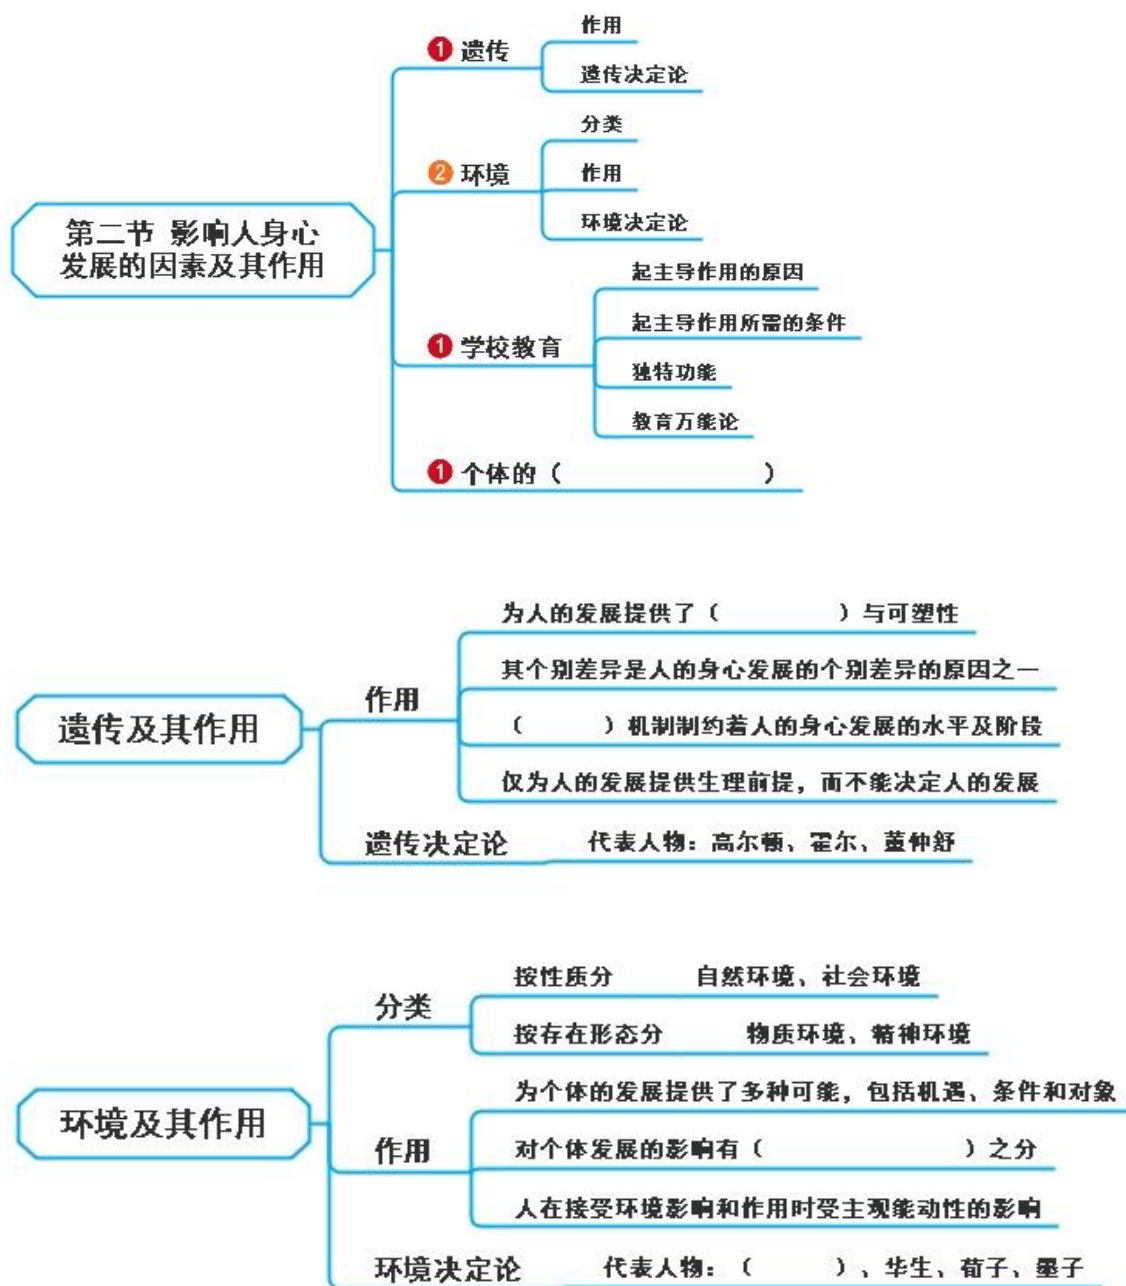 第二节 影响人身心
发展的因素及其作用
1 遗传
作用
遗传决定论
2 环境
分类
作用
环境决定论
1 学校教育
起主导作用的原因
起主导作用所需的条件
独特功能
教育万能论
1 个体的（ ）
遗传及其作用
作用
为人的发展提供了（ ）与可塑性
其个别差异是人的身心发展的个别差异的原因之一
（ ）机制制约着人的身心发展的水平及阶段
仅为人的发展提供生理前提，而不能决定人的发展
遗传决定论
代表人物：高尔顿、霍尔、董仲舒
环境及其作用
分类
按性质分 自然环境、社会环境
按存在形态分 物质环境、精神环境
作用
为个体的发展提供了多种可能，包括机遇、条件和对象
对个体发展的影响有（ ）之分
人在接受环境影响和作用时受主观能动性的影响
环境决定论
代表人物：（ ）、华生、荀子、墨子